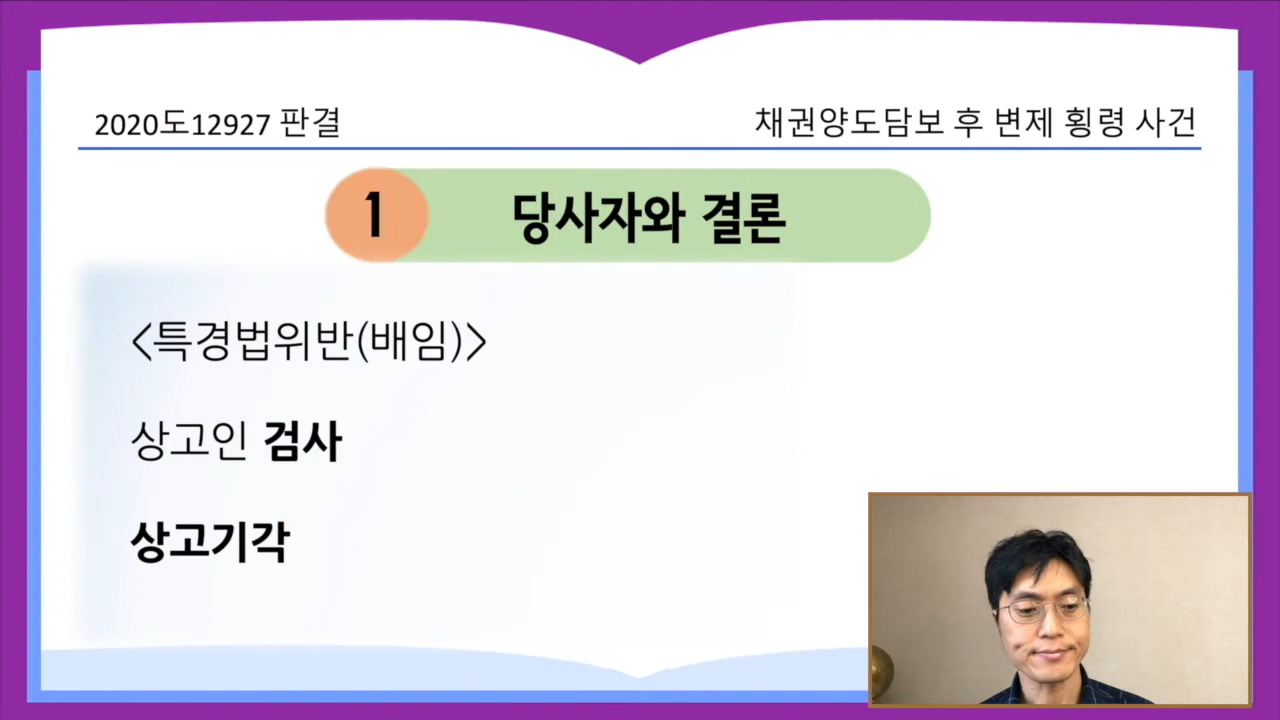 2020도12927 판결
채권양도담보 후 변제 횡령 사건
1 당사자와 결론
<특경법위반(배임)>
상고인 검사
상고기각